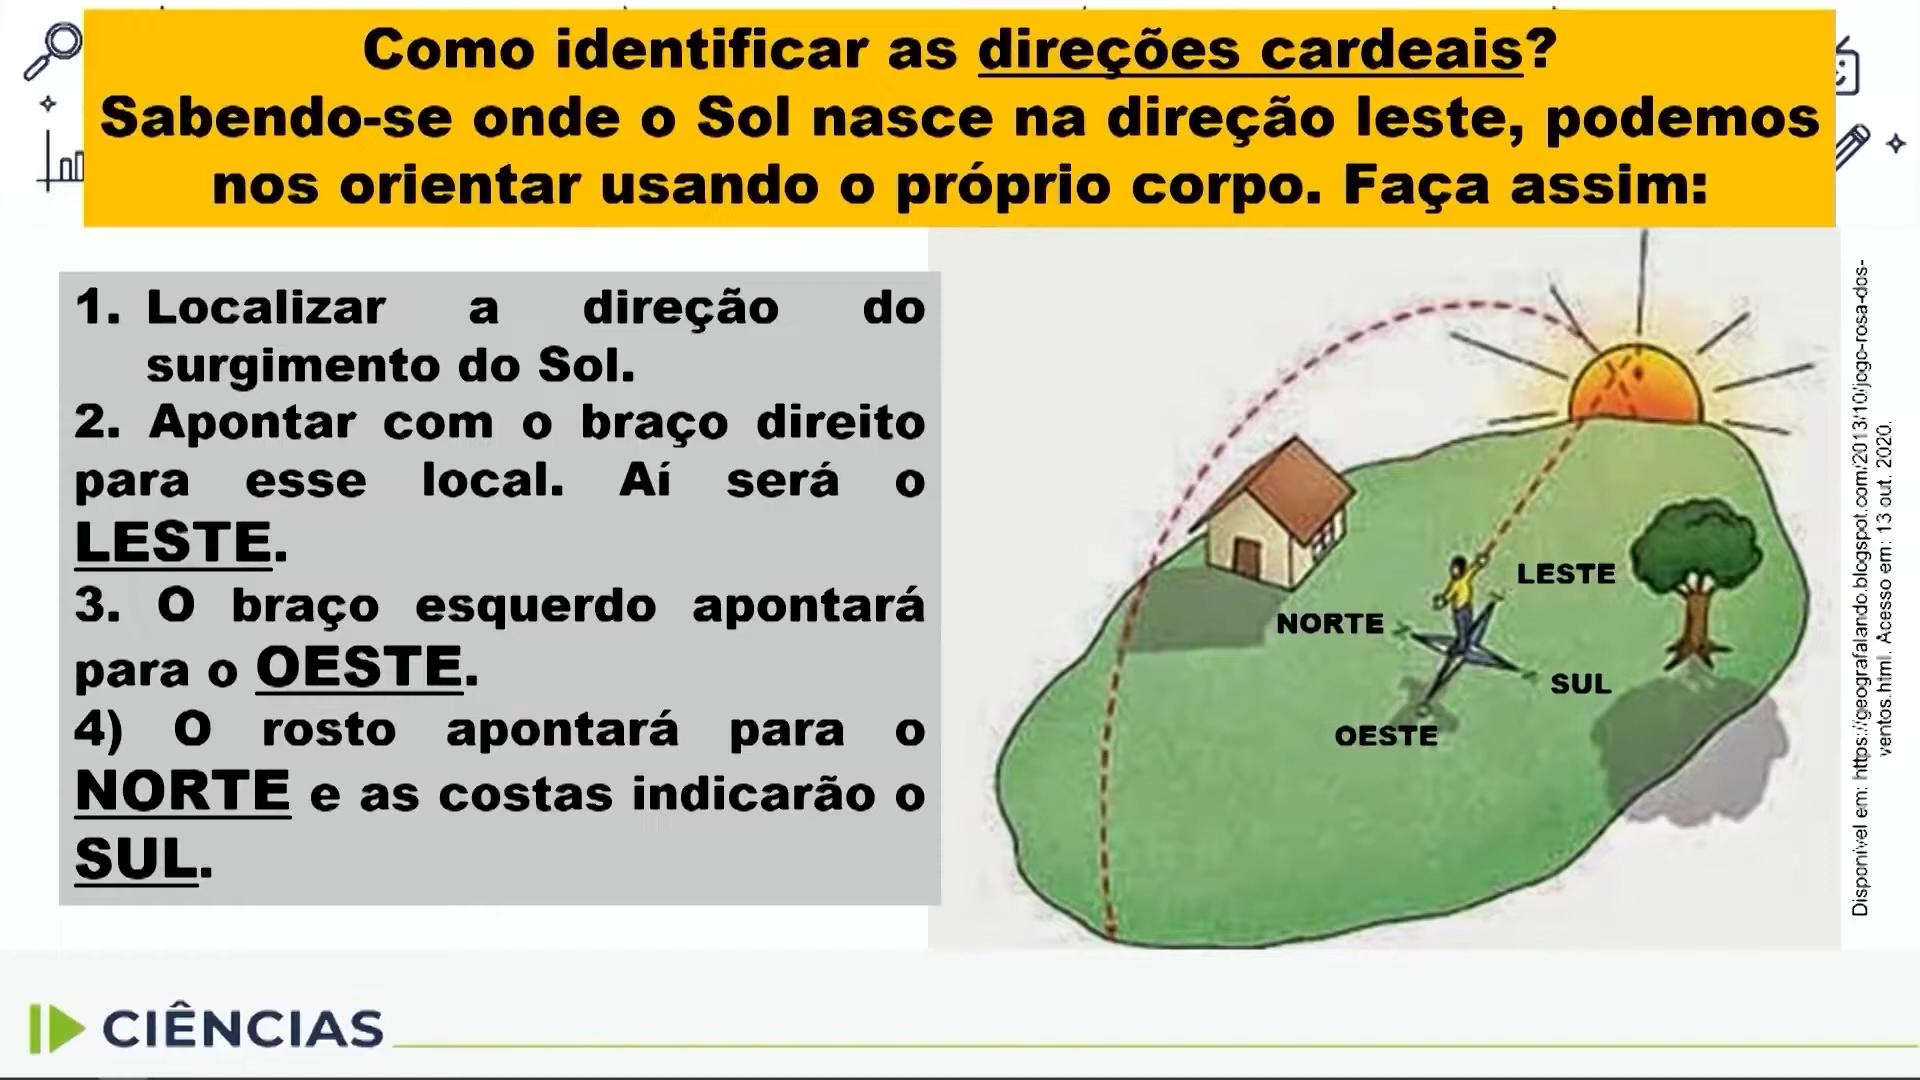 Como identificar as direções cardeais?
Sabendo-se onde o Sol nasce na direção leste, podemos
nos orientar usando o próprio corpo. Faça assim:
1. Localizar a direção do
surgimento do Sol.
2. Apontar com o braço direito
para esse local. Aí será o
LESTE.
3. O braço esquerdo apontará
para o OESTE.
4) O rosto apontará para o
NORTE e as costas indicarão o
SUL.
LESTE
NORTE
SUL
OESTE
Disponível em: https://geografalando.blogspot.com/2013/10/jogo-rosa-dos-
ventos.html. Acesso em: 13 out. 2020.
CIÊNCIAS